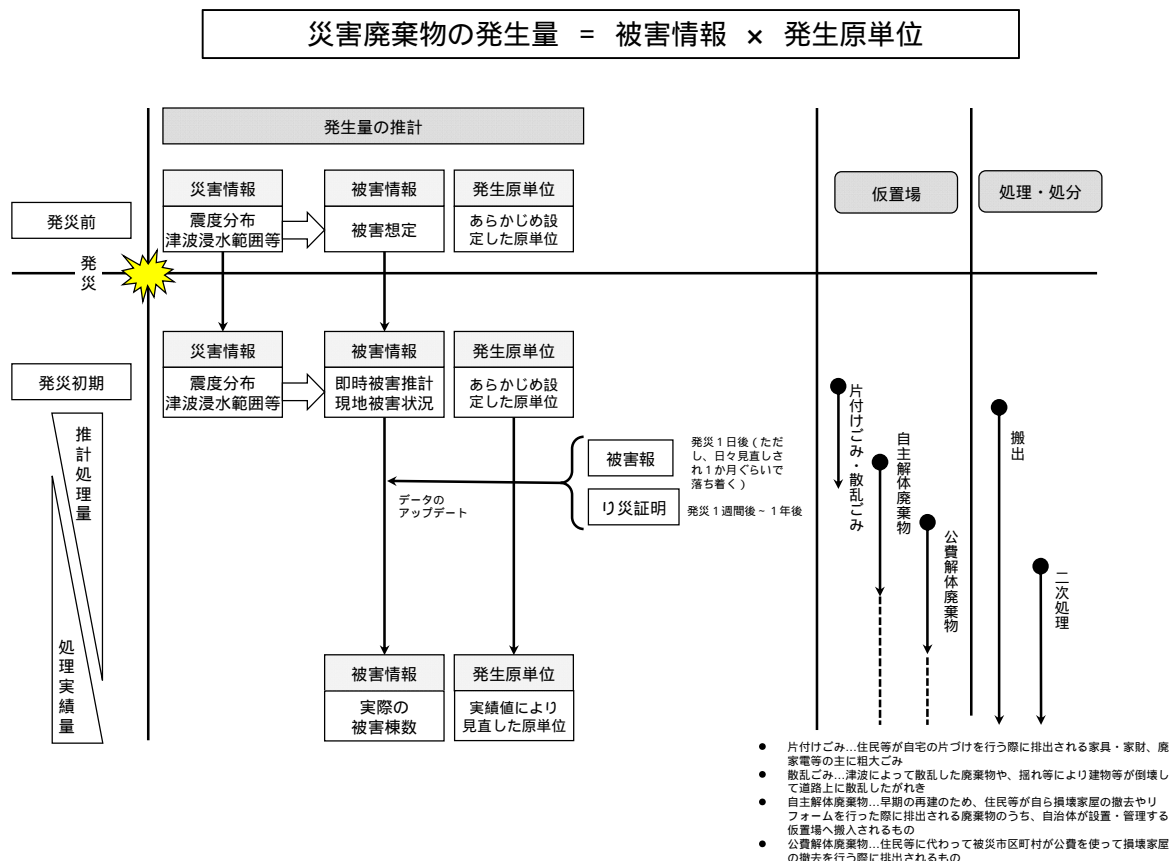 災害廃棄物の発生量 = 被害情報 × 発生原単位
発生量の推計
仮置場
処理・処分
発災前
災害情報
震度分布
津波浸水範囲等
被害情報
被害想定
発生原単位
あらかじめ設
定した原単位
発災
発災初期
災害情報
震度分布
津波浸水範囲等
被害情報
即時被害推計
現地被害状況
発生原単位
あらかじめ設
定した原単位
推計処理量
処理実績量
データの
アップデート
被害報
発災1日後(ただ
し、日々見直しさ
れ1か月ぐらいで
落ち着く)
り災証明
発災1週間後~1年後
被害情報
実際の
被害棟数
発生原単位
実績値により
見直した原単位
片付けごみ・散乱ごみ
自主解体廃棄物
公費解体廃棄物
搬出
二次処理
● 片付けごみ…住民等が自宅の片づけを行う際に排出される家具・家財、廃
家電等の主に粗大ごみ
● 散乱ごみ…津波によって散乱した廃棄物や、揺れ等により建物等が倒壊し
て道路上に散乱したがれき
● 自主解体廃棄物…早期の再建のため、住民等が自ら損壊家屋の撤去やリ
フォームを行った際に排出される廃棄物のうち、自治体が設置・管理する
仮置場へ搬入されるもの
● 公費解体廃棄物…住民等に代わって被災市区町村が公費を使って損壊家屋
の撤去を行う際に排出されるもの